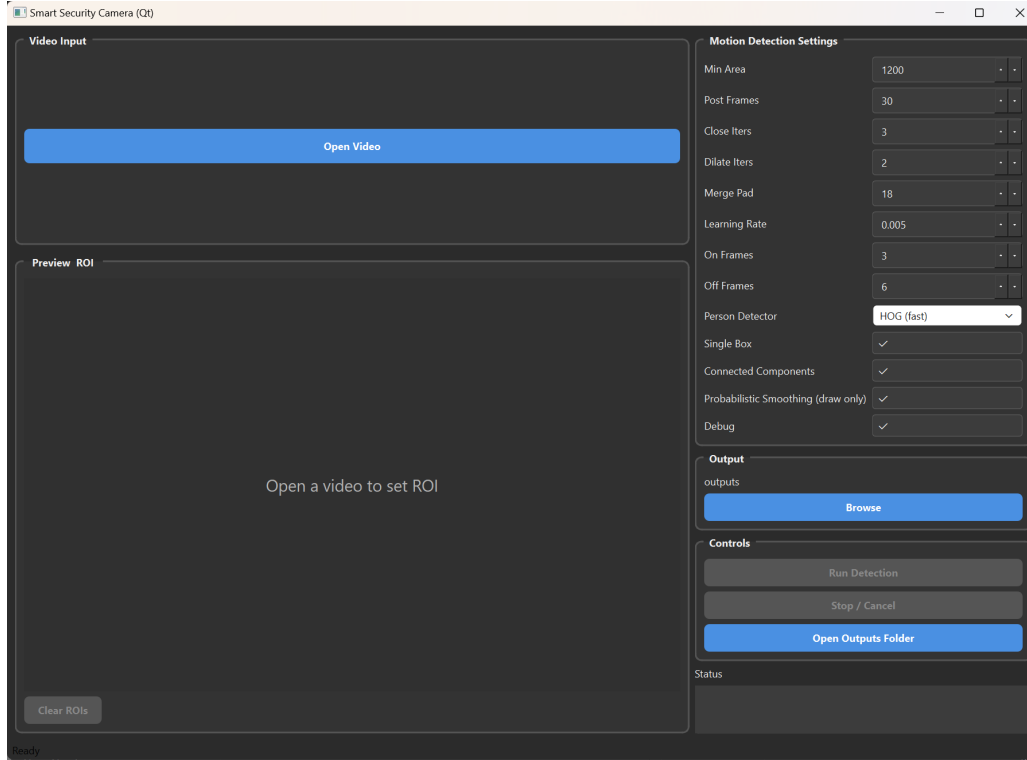 Smart Security Camera (Qt)
Video Input
Open Video
Preview ROI
Open a video to set ROI
Clear ROIs
Motion Detection Settings
Min Area 1200
Post Frames 30
Close Iters 3
Dilate Iters 2
Merge Pad 18
Learning Rate 0.005
On Frames 3
Off Frames 6
Person Detector HOG (fast)
Single Box
Connected Components
Probabilistic Smoothing (draw only)
Debug
Output
outputs
Browse
Controls
Run Detection
Stop / Cancel
Open Outputs Folder
Status
Ready